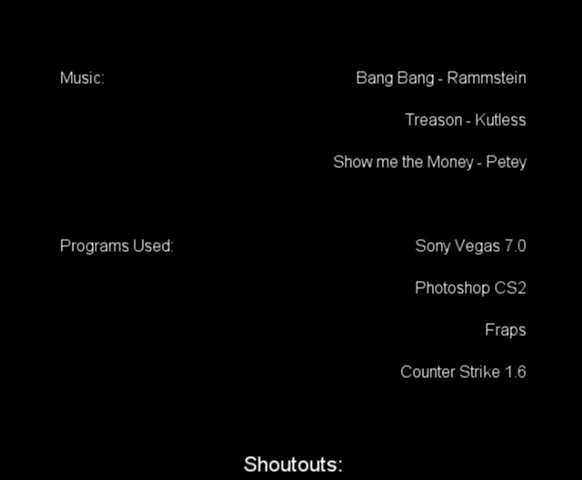 Music: Bang Bang - Rammstein
Treason - Kutless
Show me the Money - Petey
Programs Used: Sony Vegas 7.0
Photoshop CS2
Fraps
Counter Strike 1.6
Shoutouts: